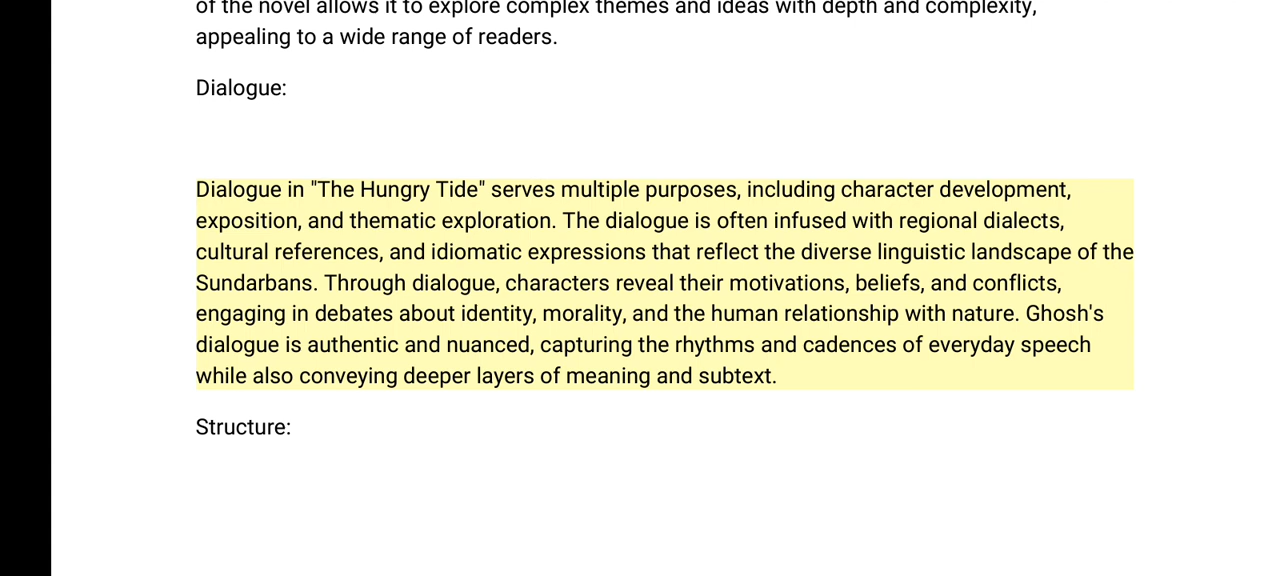 of the novel allows it to explore complex themes and ideas with depth and complexity,
appealing to a wide range of readers.
Dialogue:
Dialogue in "The Hungry Tide" serves multiple purposes, including character development,
exposition, and thematic exploration. The dialogue is often infused with regional dialects,
cultural references, and idiomatic expressions that reflect the diverse linguistic landscape of the
Sundarbans. Through dialogue, characters reveal their motivations, beliefs, and conflicts,
engaging in debates about identity, morality, and the human relationship with nature. Ghosh's
dialogue is authentic and nuanced, capturing the rhythms and cadences of everyday speech
while also conveying deeper layers of meaning and subtext.
Structure: